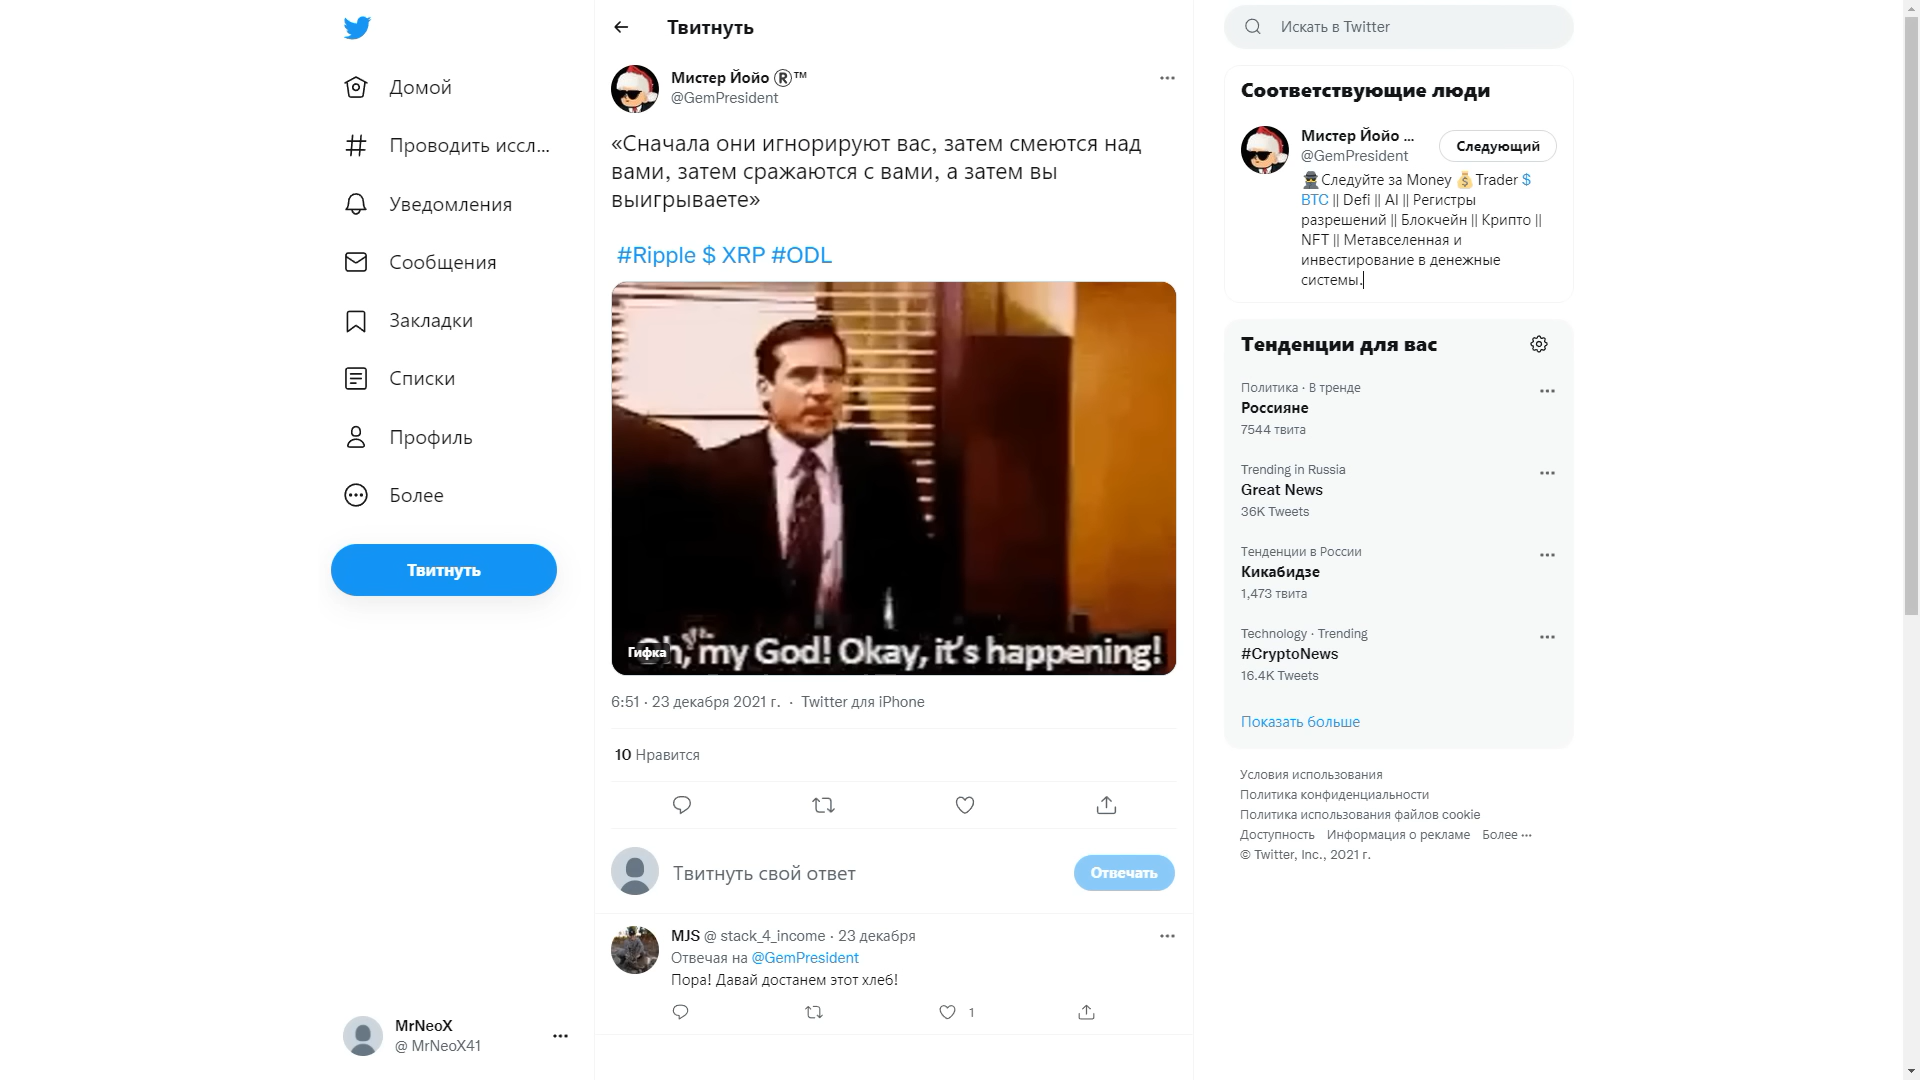 Твитнуть
Искать в Twitter
Домой
Проводить иссл...
Уведомления
Сообщения
Закладки
Списки
Профиль
Более
Твитнуть
MrNeoX
@ MrNeoX41
Мистер Йойо ®™
@GemPresident
«Сначала они игнорируют вас, затем смеются над
вами, затем сражаются с вами, а затем вы
выигрываете»
#Ripple $ XRP #ODL
Oh, my God! Okay, it's happening!
Гифка
6:51 · 23 декабря 2021 г. · Twitter для iPhone
10 Нравится
Твитнуть свой ответ
Отвечать
MJS @ stack_4_income · 23 декабря
Отвечая на @GemPresident
Пора! Давай достанем этот хлеб!
1
Соответствующие люди
Мистер Йойо ...
@GemPresident
Следующий
Следуйте за Money 💰Trader $
BTC || Defi || AI || Регистры
разрешений || Блокчейн || Крипто ||
NFT || Метавселенная и
инвестирование в денежные
системы.
Тенденции для вас
Политика · В тренде
Россияне
7544 твита
Trending in Russia
Great News
36K Tweets
Тенденции в России
Кикабидзе
1,473 твита
Technology · Trending
#CryptoNews
16.4K Tweets
Показать больше
Условия использования
Политика конфиденциальности
Политика использования файлов cookie
Доступность Информация о рекламе Более ···
© Twitter, Inc., 2021 г.